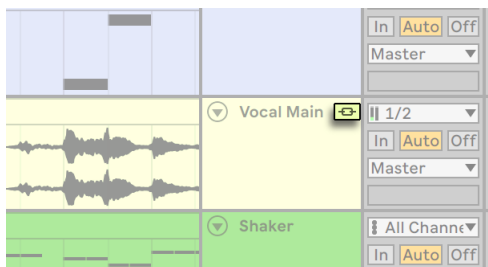 In Auto Off
Master
Vocal Main
1/2
In Auto Off
Master
Shaker
All Channe
In Auto Off